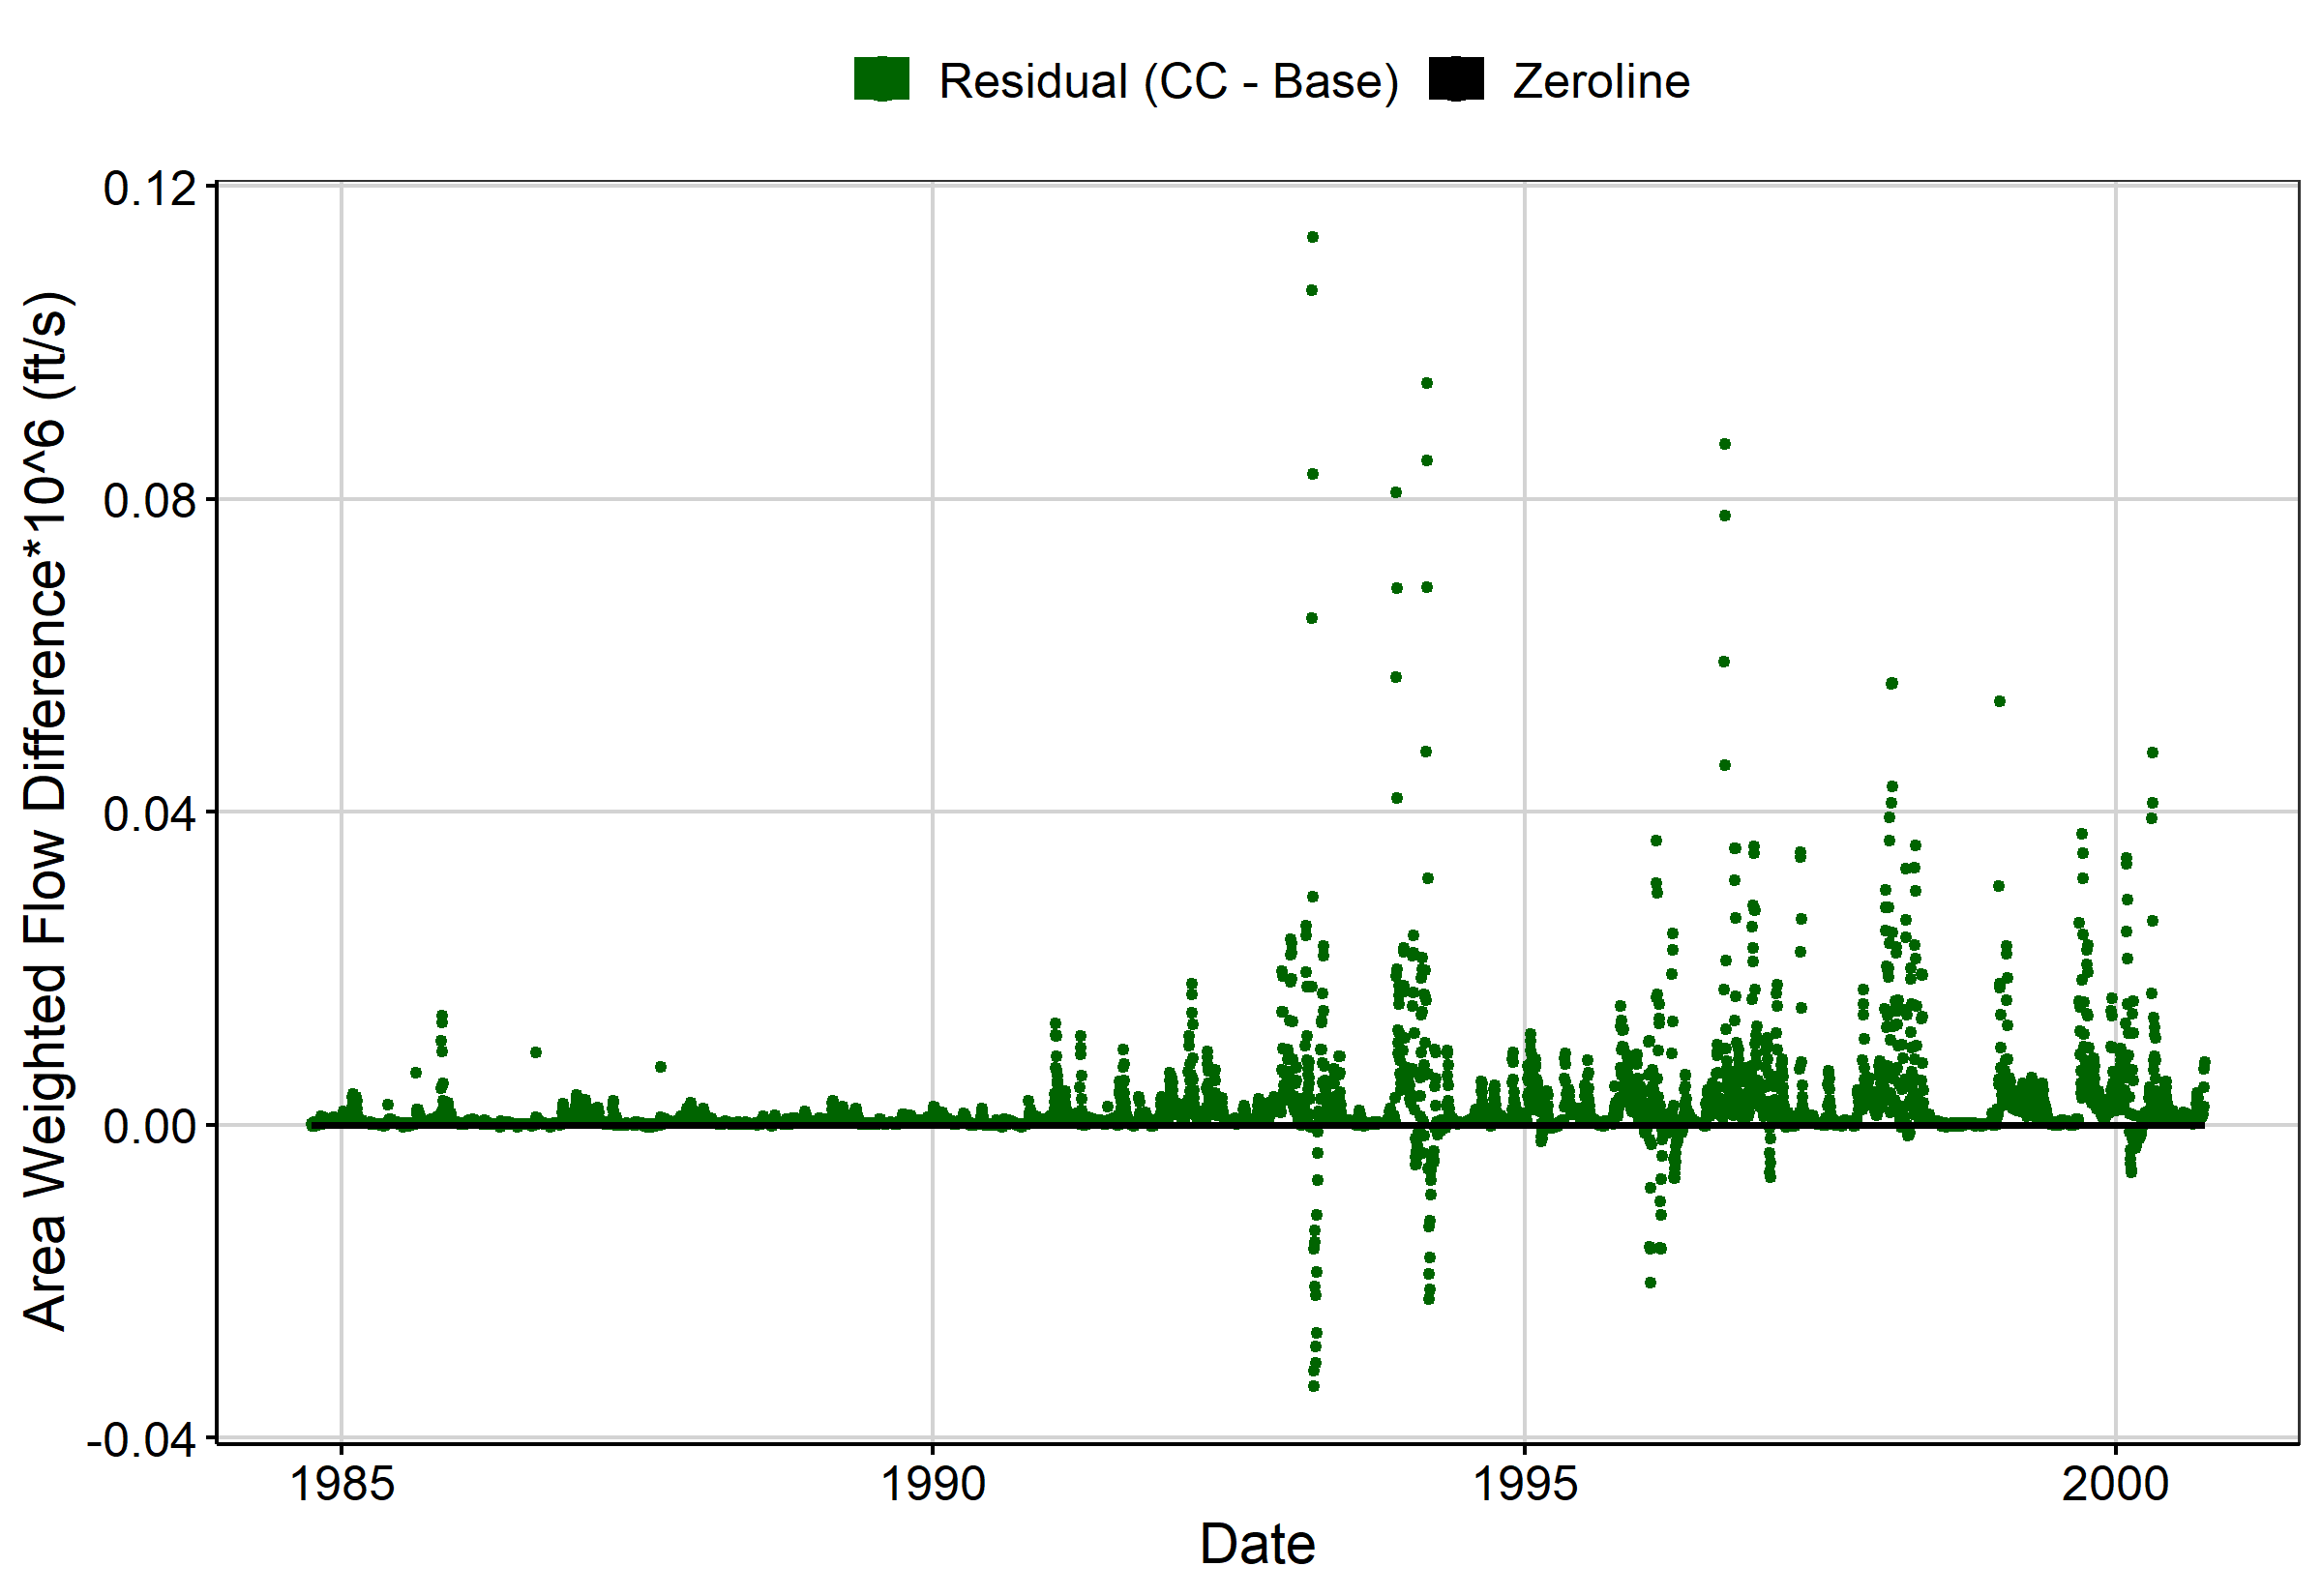 Residual (CC - Base) Zeroline
0.12
0.08
0.04
0.00
-0.04
Area Weighted Flow Difference*10^6 (ft/s)
1985 1990 1995 2000
Date